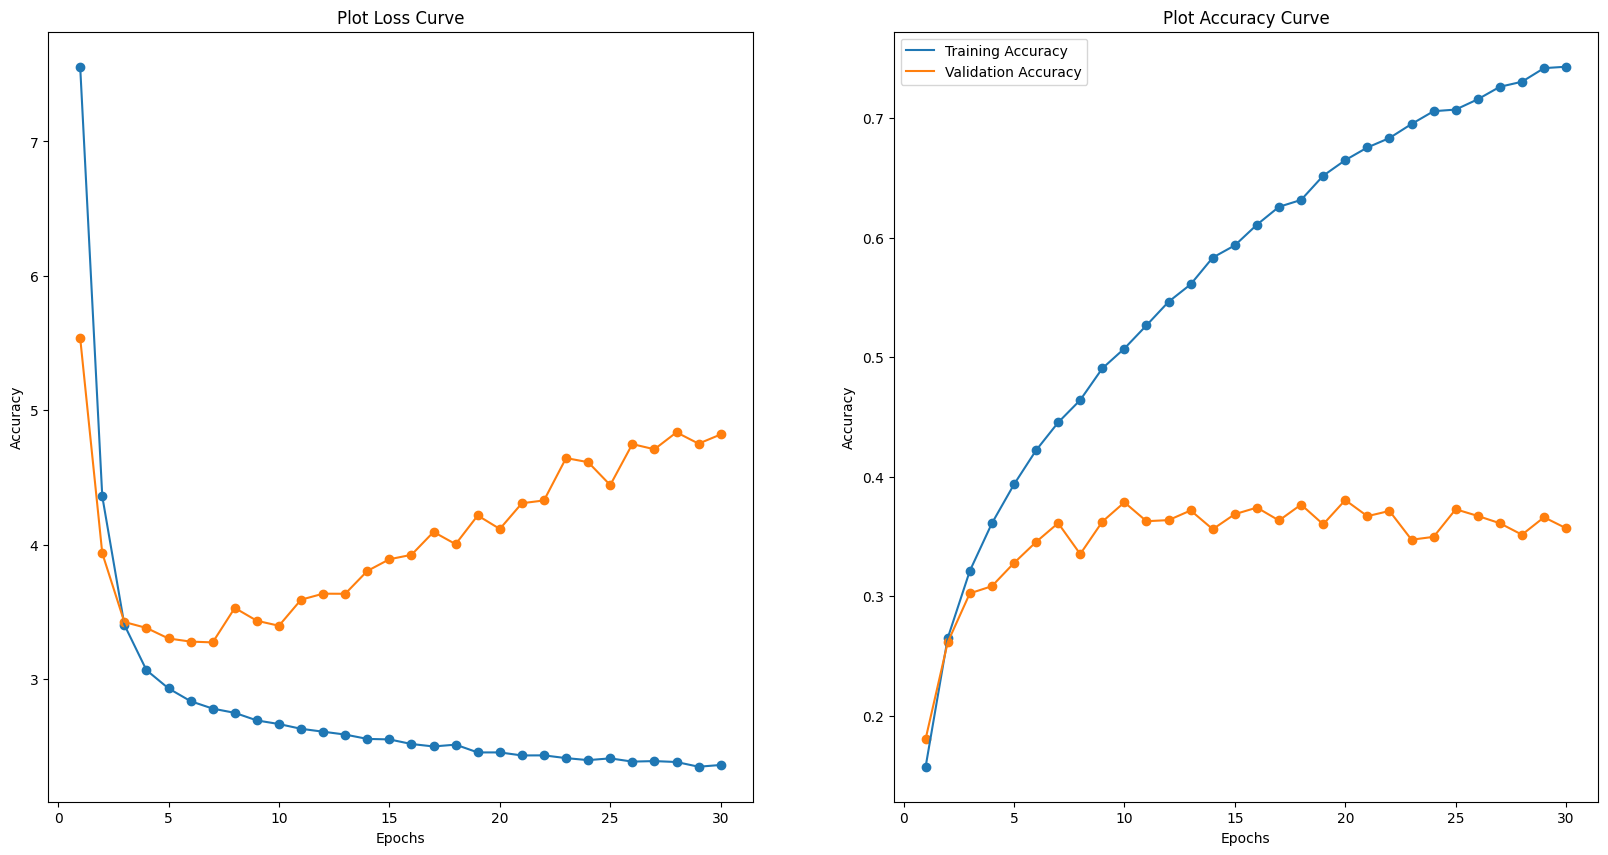 Plot Loss Curve
Accuracy
7
6
5
4
3
0 5 10 15 20 25 30
Epochs
Plot Accuracy Curve
Training Accuracy
Validation Accuracy
Accuracy
0.7
0.6
0.5
0.4
0.3
0.2
0 5 10 15 20 25 30
Epochs